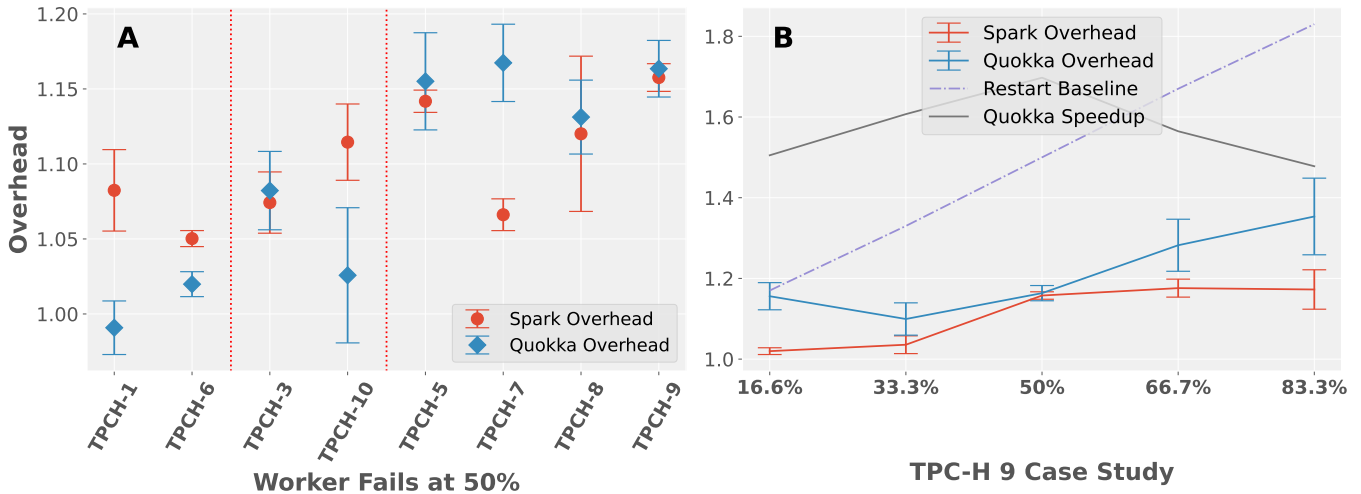 A
Overhead
1.20
1.15
1.10
1.05
1.00
Spark Overhead
Quokka Overhead
TPCH-1
TPCH-6
TPCH-3
TPCH-10
TPCH-5
TPCH-7
TPCH-8
TPCH-9
Worker Fails at 50%
B
1.8
1.6
1.4
1.2
1.0
Spark Overhead
Quokka Overhead
Restart Baseline
Quokka Speedup
16.6%
33.3%
50%
66.7%
83.3%
TPC-H 9 Case Study